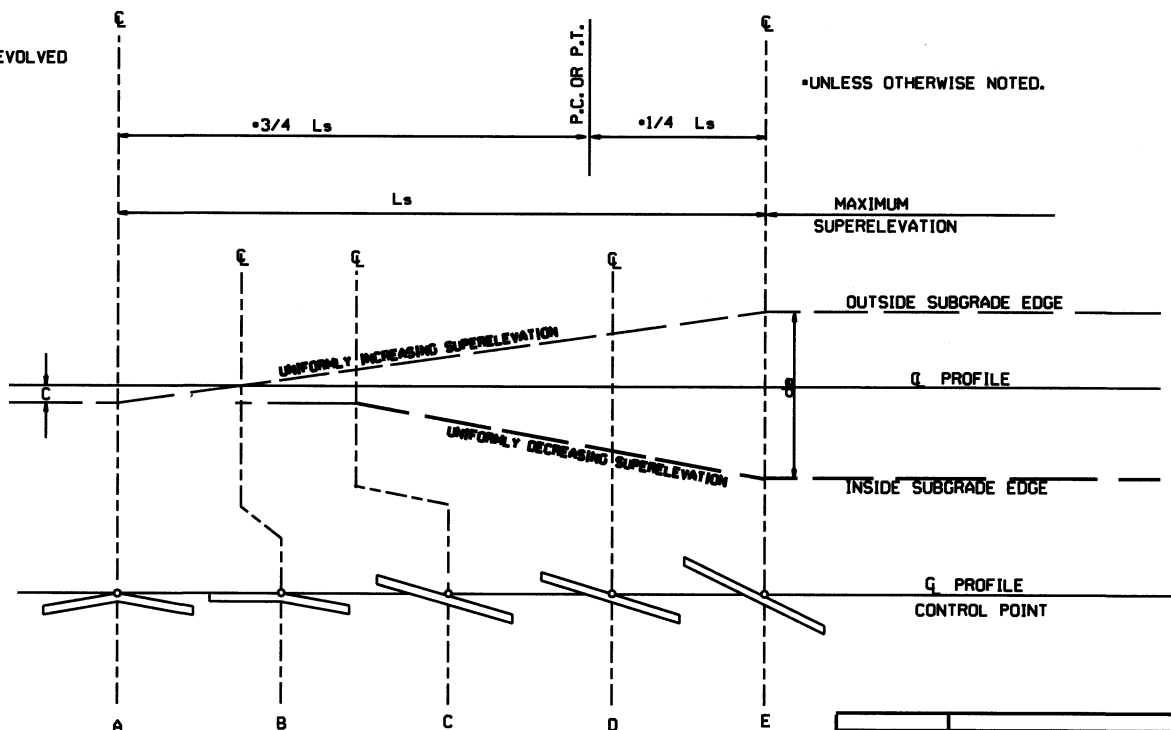 ℄
℄
EVOLVED
P.C. OR P.T.
*UNLESS OTHERWISE NOTED.
*3/4 Ls
*1/4 Ls
Ls
MAXIMUM
SUPERELEVATION
℄
℄
℄
OUTSIDE SUBGRADE EDGE
UNIFORMLY INCREASING SUPERELEVATION
℄ PROFILE
C
UNIFORMLY DECREASING SUPERELEVATION
INSIDE SUBGRADE EDGE
℄ PROFILE
CONTROL POINT
A
B
C
D
E